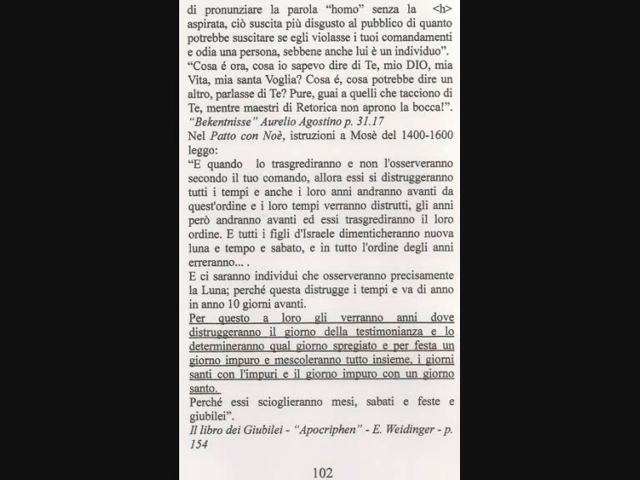 di pronunziare la parola “homo” senza la <h>
aspirata, ciò suscita più disgusto al pubblico di quanto
potrebbe suscitare se egli violasse i tuoi comandamenti
e odia una persona, sebbene anche lui è un individuo”.
“Cosa é ora, cosa io sapevo dire di Te, mio DIO, mia
Vita, mia santa Voglia? Cosa é, cosa potrebbe dire un
altro, parlasse di Te? Pure, guai a quelli che tacciono di
Te, mentre maestri di Retorica non aprono la bocca!”.
“Bekentnisse” Aurelio Agostino p. 31.17
Nel Patto con Noè, istruzioni a Mosè del 1400-1600
leggo:
“E quando lo trasgrediranno e non l'osserveranno
secondo il tuo comando, allora essi si distruggeranno
tutti i tempi e anche i loro anni andranno avanti da
quest'ordine e i loro tempi verranno distrutti, gli anni
però andranno avanti ed essi trasgrediranno il loro
ordine. E tutti i figli d'Israele dimenticheranno nuova
luna e tempo e sabato, e in tutto l'ordine degli anni
erreranno... .
E ci saranno individui che osserveranno precisamente
la Luna; perché questa distrugge i tempi e va di anno
in anno 10 giorni avanti.
Per questo a loro gli verranno anni dove
distruggeranno il giorno della testimonianza e lo
determineranno qual giorno spregiato e per festa un
giorno impuro e mescoleranno tutto insieme, i giorni
santi con l'impuri e il giorno impuro con un giorno
santo.
Perché essi scioglieranno mesi, sabati e feste e
giubilei”.
Il libro dei Giubilei - “Apocriphen” - E. Weidinger - p.
154
102